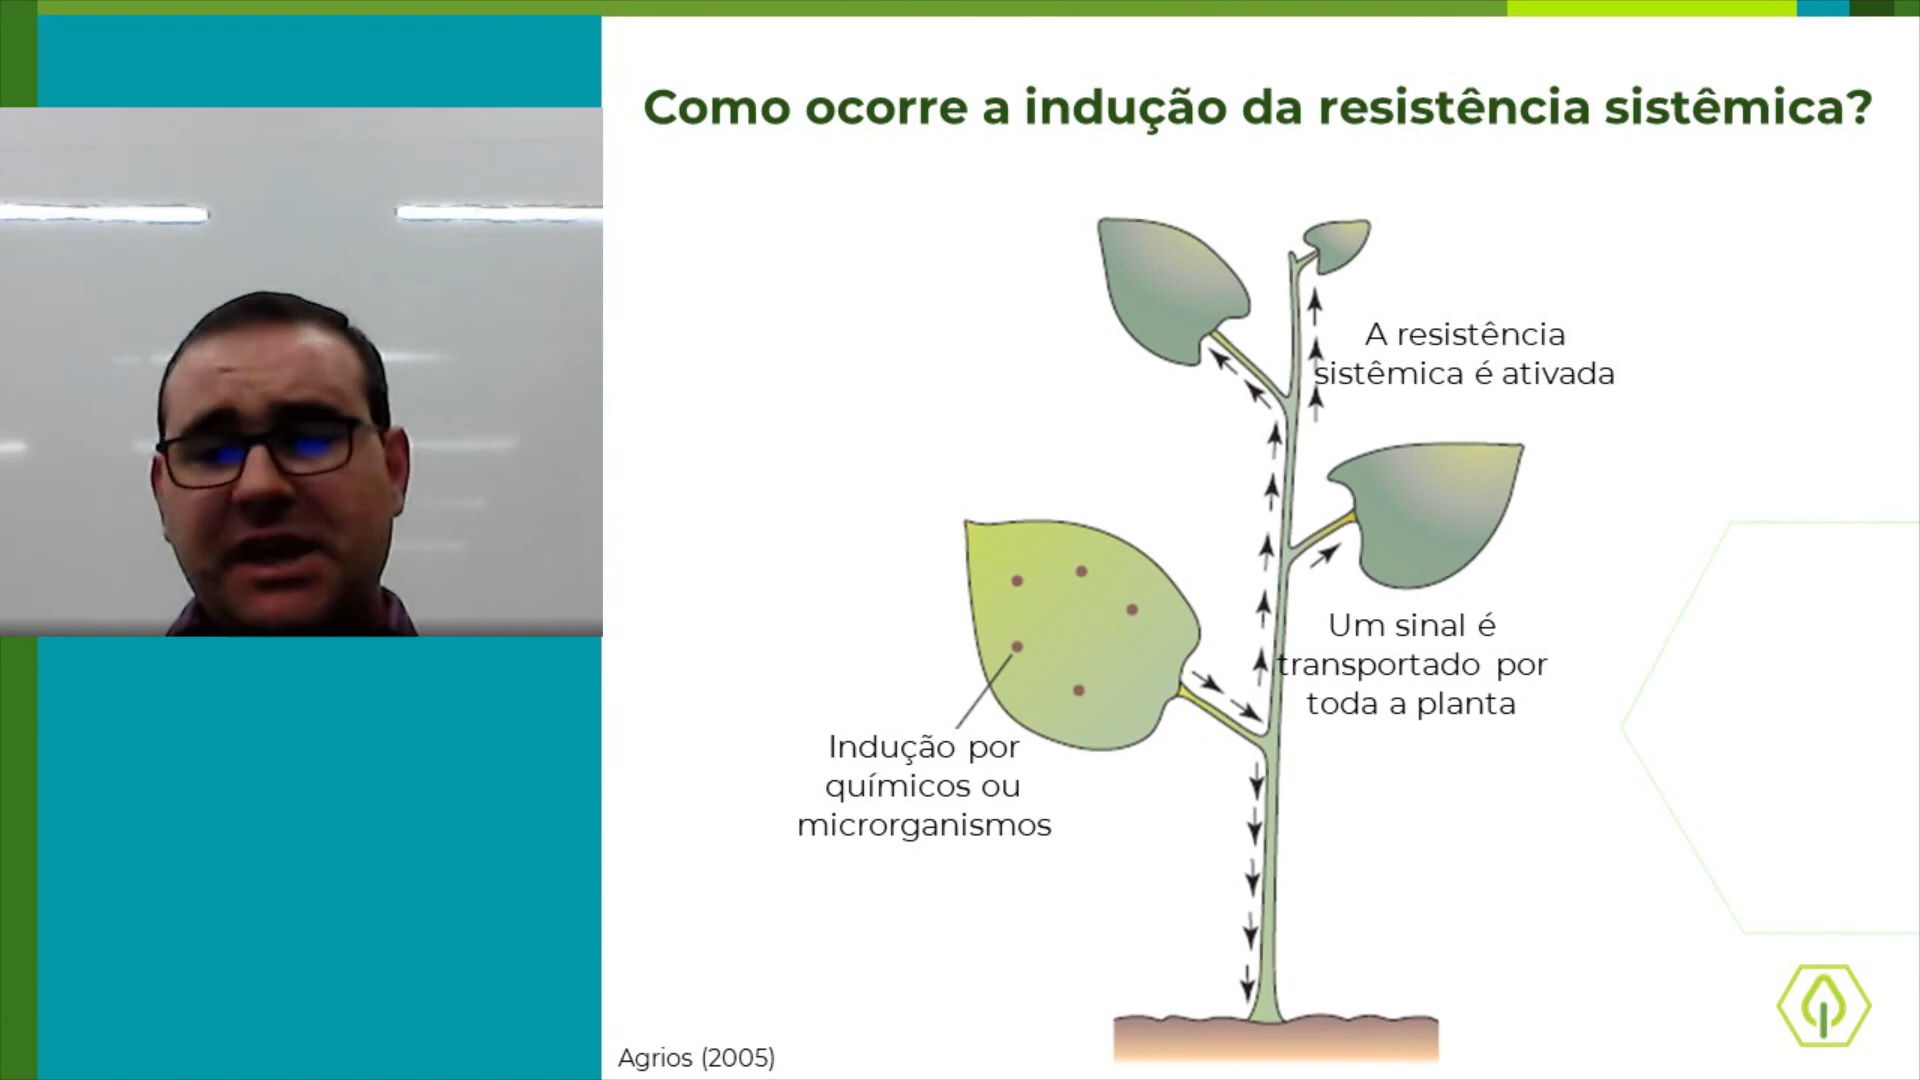 Como ocorre a indução da resistência sistêmica?
A resistência
sistêmica é ativada
Um sinal é
transportado por
toda a planta
Indução por
químicos ou
microrganismos
Agrios (2005)